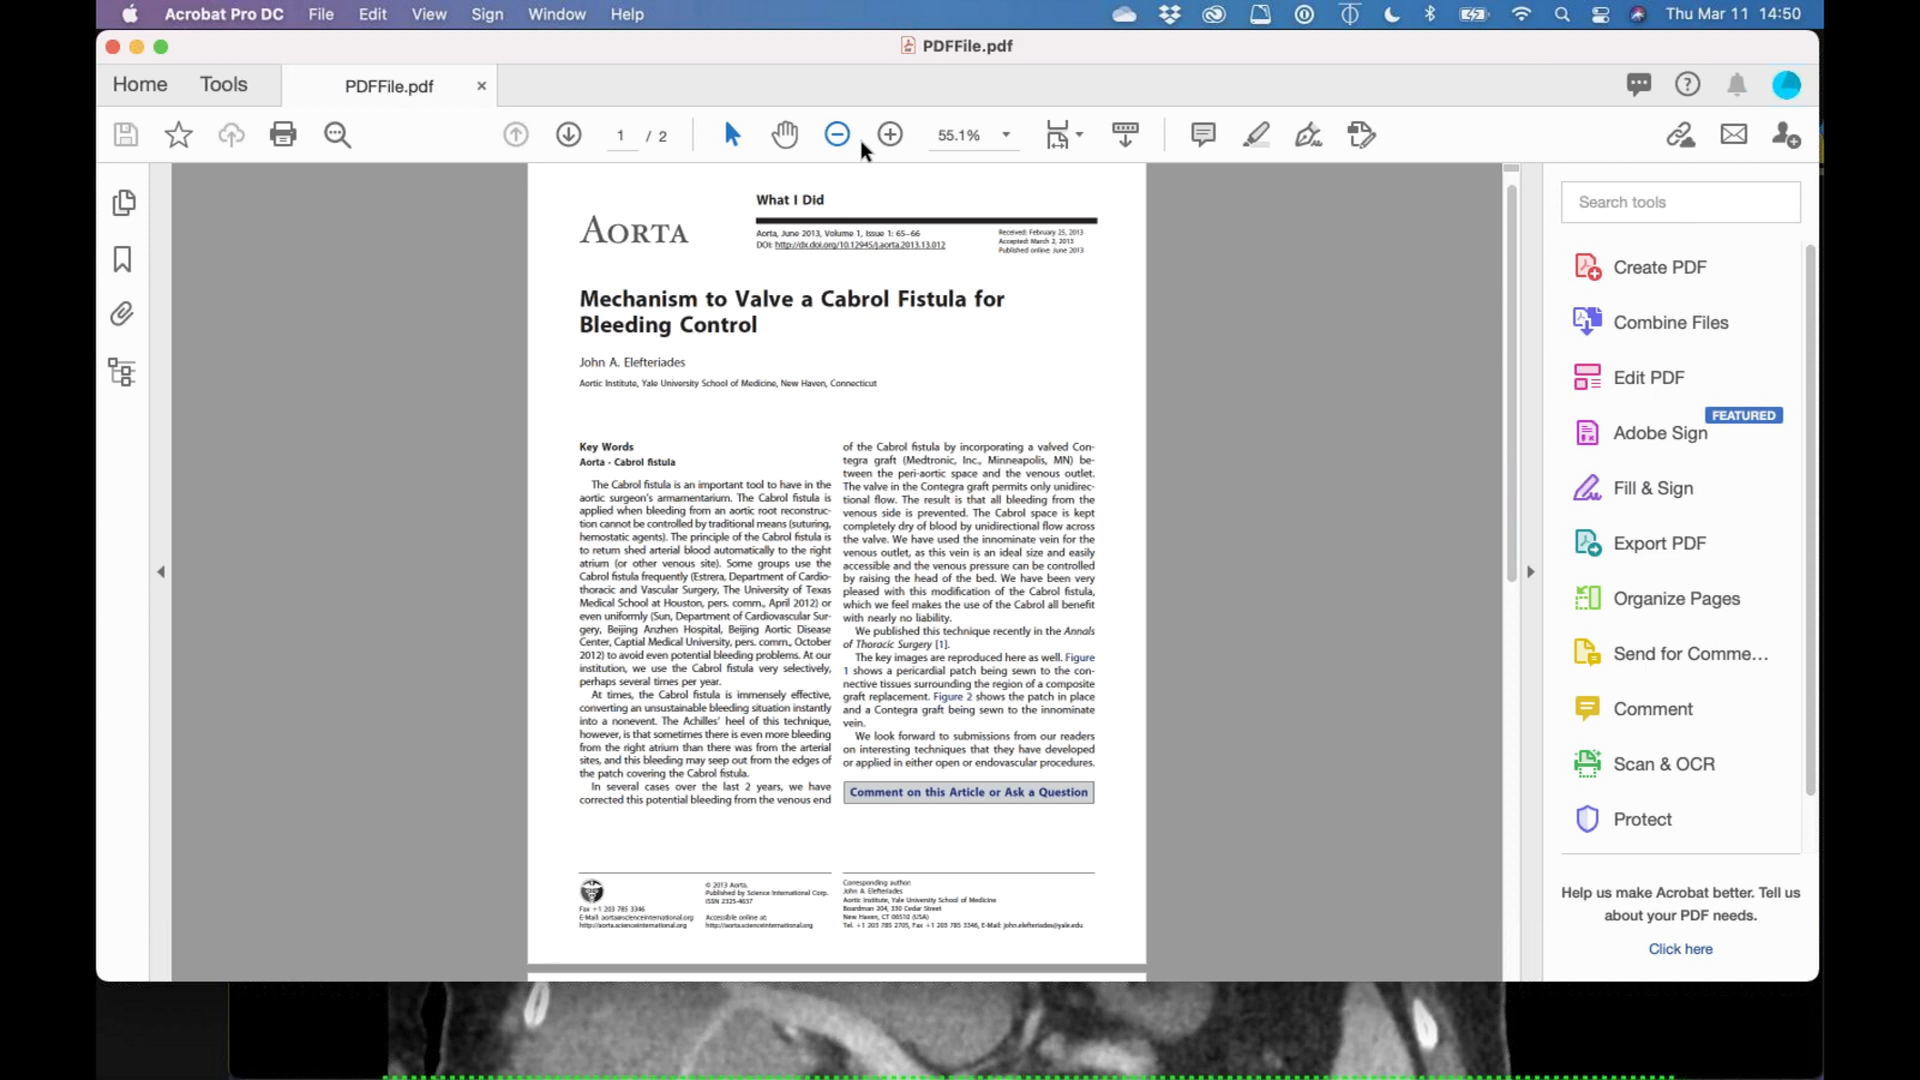 Acrobat Pro DC File Edit View Sign Window Help
Thu Mar 11 14:50
PDFFile.pdf
Home Tools PDFFile.pdf
1 / 2 55.1%
What I Did
AORTA
Aorta, June 2013, Volume 1, Issue 1: 65–66
DOI: http://dx.doi.org/10.12945/j.aorta.2013.13.012
Received: February 25, 2013
Accepted: March 2, 2013
Published online: June 2013
Mechanism to Valve a Cabrol Fistula for
Bleeding Control
John A. Elefteriades
Aortic Institute, Yale University School of Medicine, New Haven, Connecticut
Key Words
Aorta - Cabrol fistula
The Cabrol fistula is an important tool to have in the
aortic surgeon's armamentarium. The Cabrol fistula is
applied when bleeding from an aortic root reconstruc-
tion cannot be controlled by traditional means (suturing,
hemostatic agents). The principle of the Cabrol fistula is
to return shed arterial blood automatically to the right
atrium (or other venous site). Some groups use the
Cabrol fistula frequently (Estrera, Department of Cardio-
thoracic and Vascular Surgery, The University of Texas
Medical School at Houston, pers. comm., April 2012) or
even uniformly (Sun, Department of Cardiovascular Sur-
gery, Beijing Anzhen Hospital, Beijing Aortic Disease
Center, Captial Medical University, pers. comm., October
2012) to avoid even potential bleeding problems. At our
institution, we use the Cabrol fistula very selectively,
perhaps several times per year.
At times, the Cabrol fistula is immensely effective,
converting an unsustainable bleeding situation instantly
into a nonevent. The Achilles' heel of this technique,
however, is that sometimes there is even more bleeding
from the right atrium than there was from the arterial
sites, and this bleeding may seep out from the edges of
the patch covering the Cabrol fistula.
In several cases over the last 2 years, we have
corrected this potential bleeding from the venous end
of the Cabrol fistula by incorporating a valved Con-
tegra graft (Medtronic, Inc., Minneapolis, MN) be-
tween the peri-aortic space and the venous outlet.
The valve in the Contegra graft permits only unidirec-
tional flow. The result is that all bleeding from the
venous side is prevented. The Cabrol space is kept
completely dry of blood by unidirectional flow across
the valve. We have used the innominate vein for the
venous outlet, as this vein is an ideal size and easily
accessible and the venous pressure can be controlled
by raising the head of the bed. We have been very
pleased with this modification of the Cabrol fistula,
which we feel makes the use of the Cabrol all benefit
with nearly no liability.
We published this technique recently in the Annals
of Thoracic Surgery [1].
The key images are reproduced here as well. Figure
1 shows a pericardial patch being sewn to the con-
nective tissues surrounding the region of a composite
graft replacement. Figure 2 shows the patch in place
and a Contegra graft being sewn to the innominate
vein.
We look forward to submissions from our readers
on interesting techniques that they have developed
or applied in either open or endovascular procedures.
Comment on this Article or Ask a Question
Fax +1 203 785 3346
E-Mail: aorta@scienceinternational.org
http://aorta.scienceinternational.org
© 2013 Aorta.
Published by Science International Corp.
ISSN 2325-4637
Accessible online at:
http://aorta.scienceinternational.org
Corresponding author:
John A. Elefteriades
Aortic Institute, Yale University School of Medicine
Boardman 204, 330 Cedar Street
New Haven, CT 06510 (USA)
Tel. +1 203 785 2705, Fax +1 203 785 3346, E-Mail: john.elefteriades@yale.edu
Search tools
Create PDF
Combine Files
Edit PDF
FEATURED
Adobe Sign
Fill & Sign
Export PDF
Organize Pages
Send for Comme...
Comment
Scan & OCR
Protect
Help us make Acrobat better. Tell us
about your PDF needs.
Click here